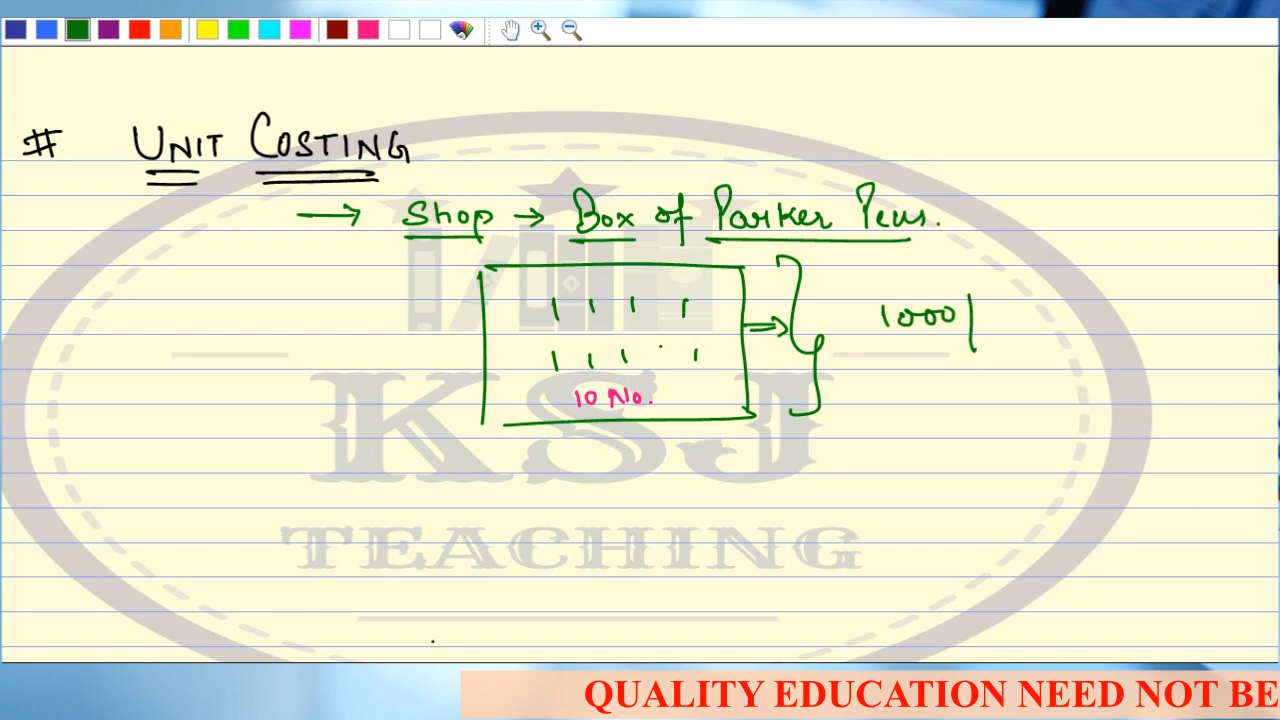 # UNIT COSTING
→ Shop → Box of Parker Pens.
10 No.
1000/
KSJ
TEACHING
QUALITY EDUCATION NEED NOT BE